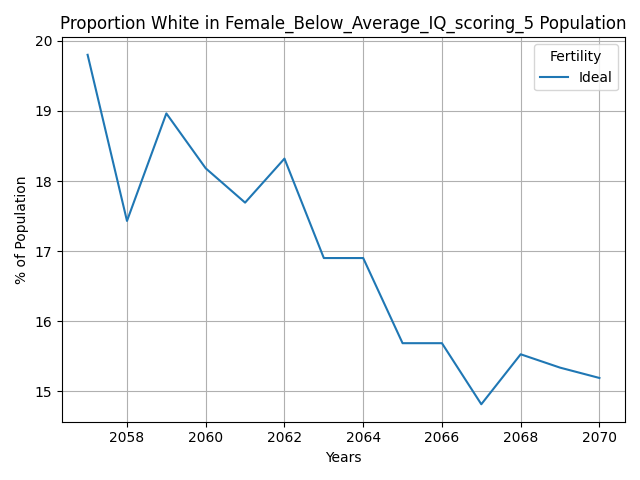 Proportion White in Female_Below_Average_IQ_scoring_5 Population
20
19
18
17
16
15
% of Population
Fertility
Ideal
2058 2060 2062 2064 2066 2068 2070
Years